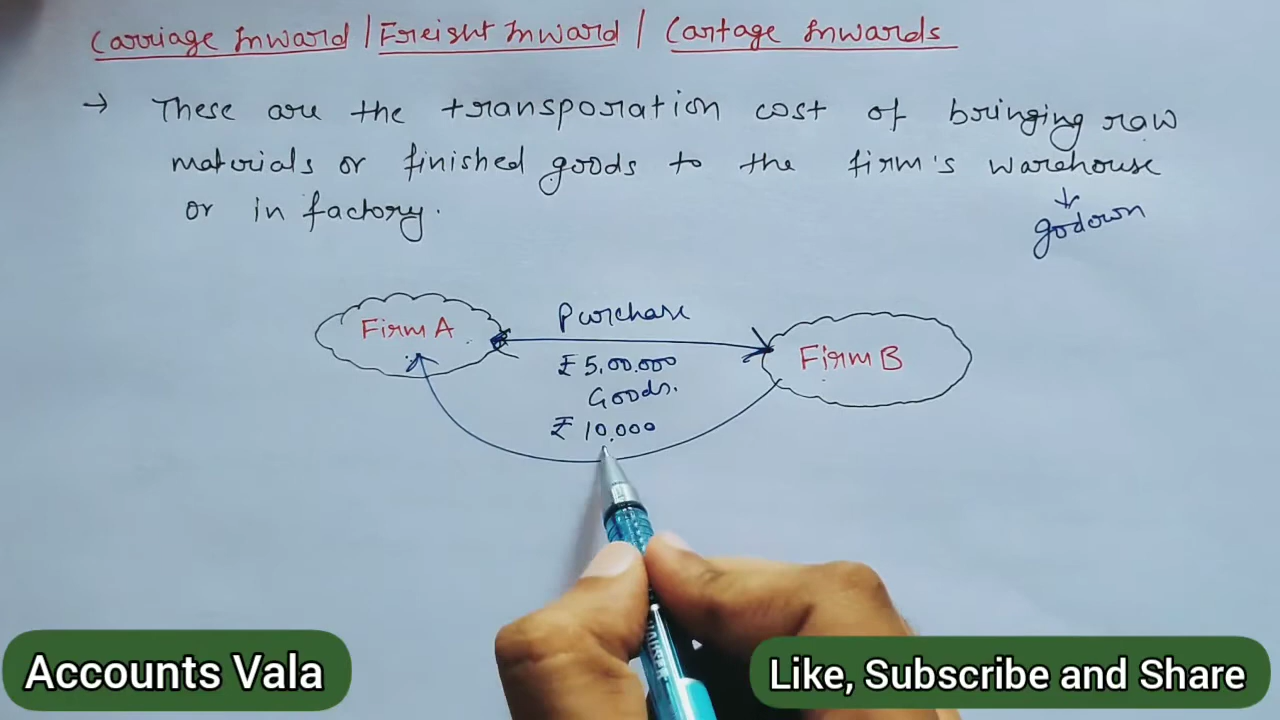 Carriage Inward / Freight Inward / Cartage Inwards
→ These are the transporation cost of bringing raw
materials or finished goods to the firm's warehouse
or in factory.
godown
Firm A
Purchase
₹ 5,00,000
Goods.
₹ 10,000
Firm B
Accounts Vala
Like, Subscribe and Share